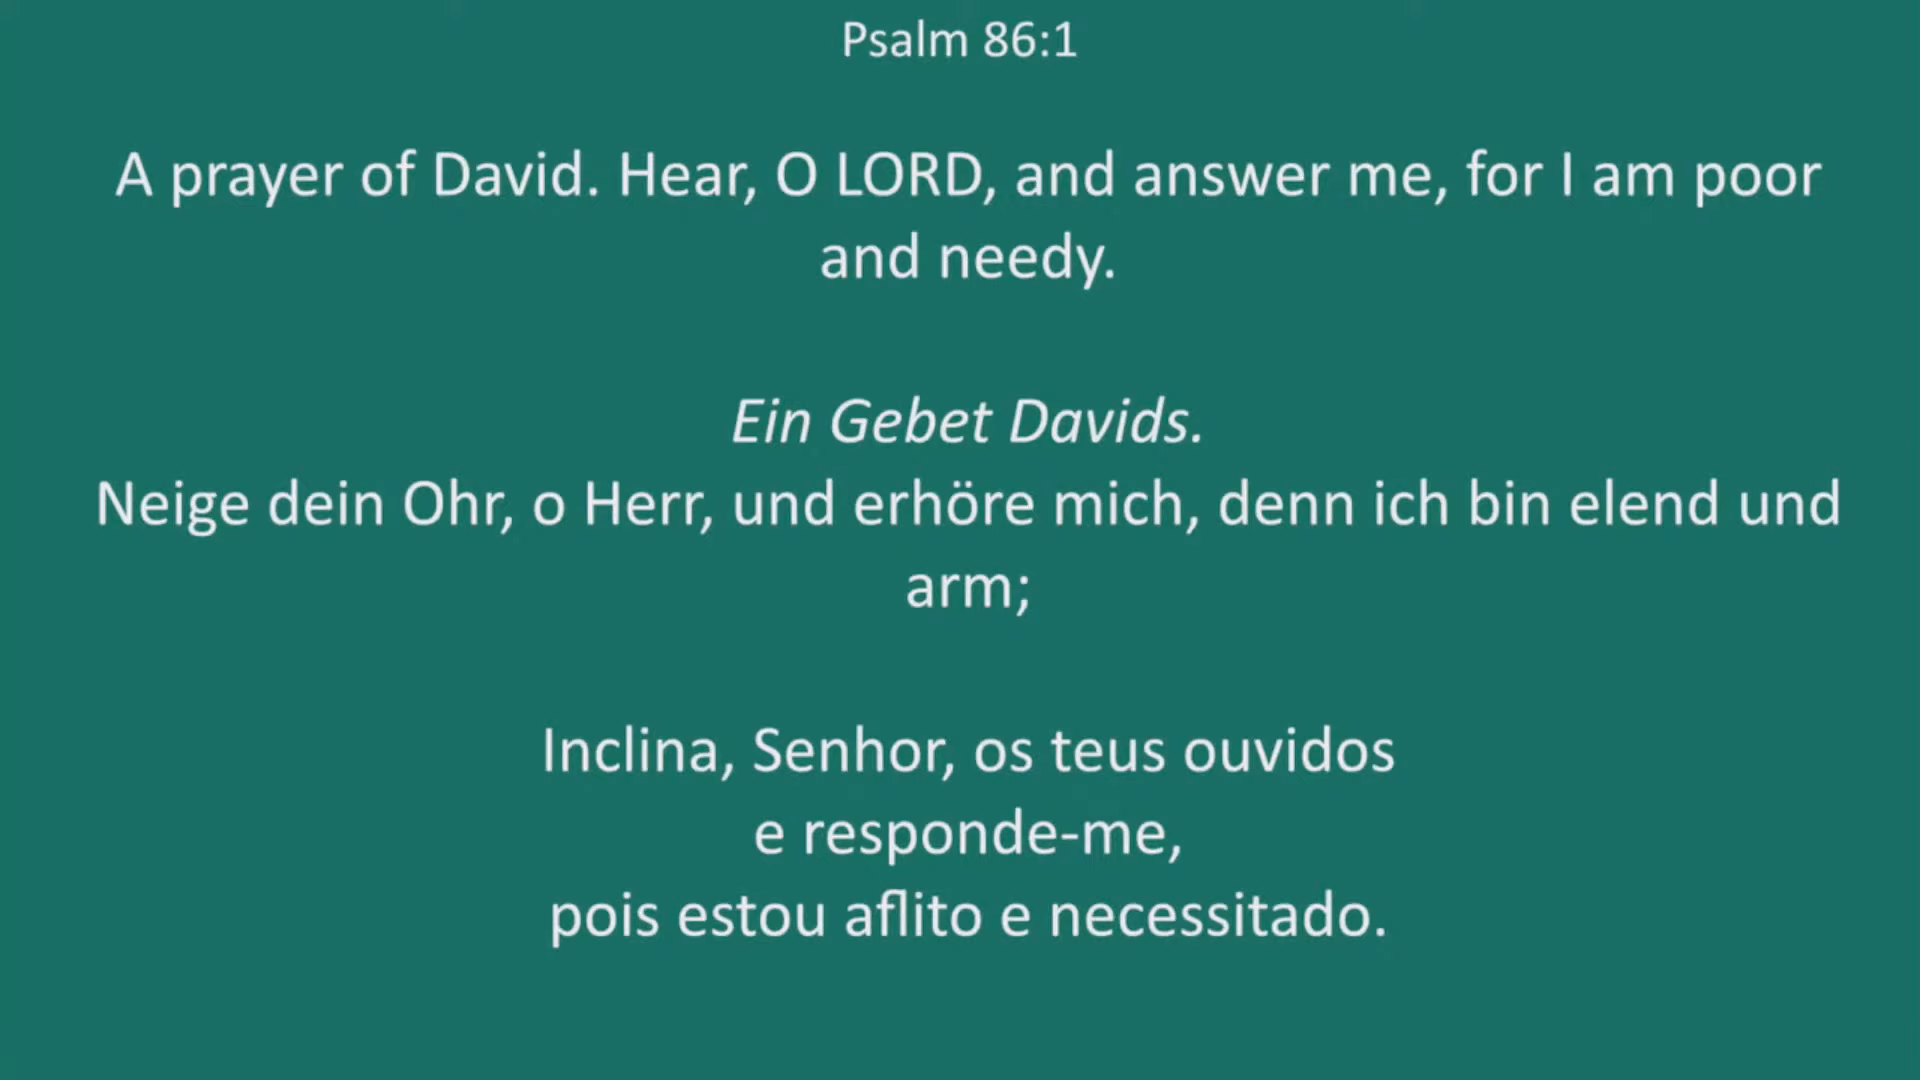 Psalm 86:1
A prayer of David. Hear, O LORD, and answer me, for I am poor
and needy.
Ein Gebet Davids.
Neige dein Ohr, o Herr, und erhöre mich, denn ich bin elend und
arm;
Inclina, Senhor, os teus ouvidos
e responde-me,
pois estou aflito e necessitado.